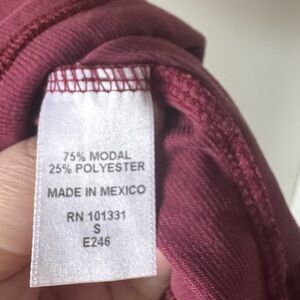 75% MODAL
25% POLYESTER
MADE IN MEXICO
RN 101331
S
E246